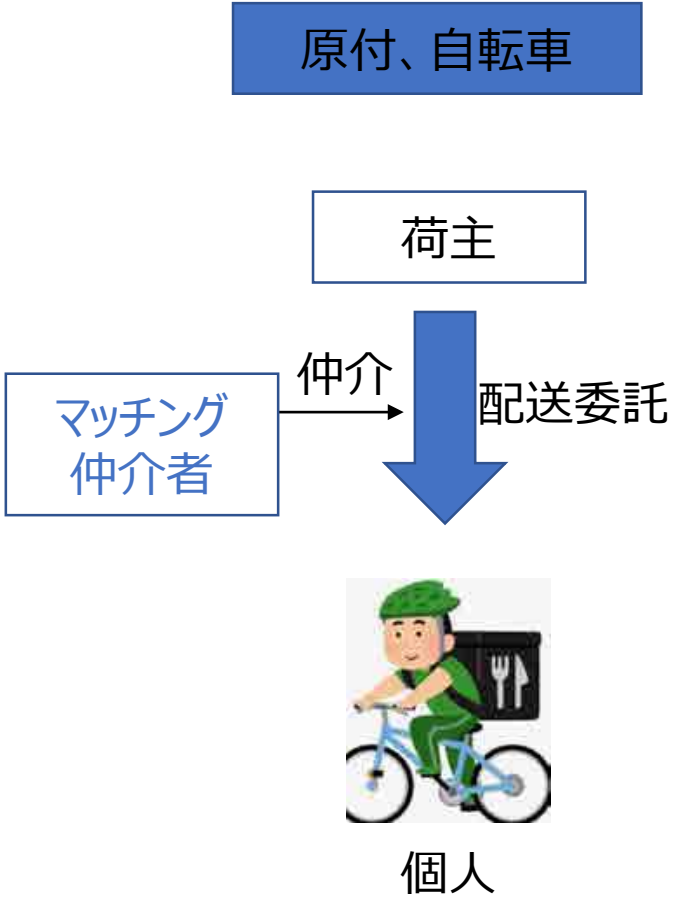 原付、自転車
荷主
仲介
配送委託
マッチング
仲介者
個人